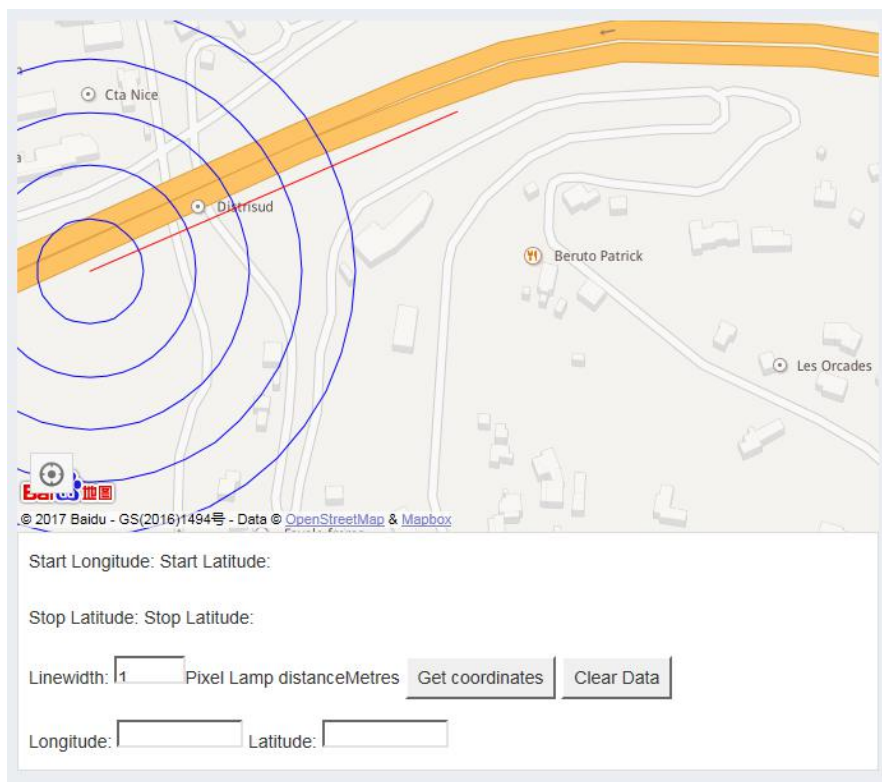 Cta Nice
Distrisud
Beruto Patrick
Les Orcades
地图
© 2017 Baidu - GS(2016)1494号 - Data © OpenStreetMap & Mapbox
Start Longitude: Start Latitude:
Stop Latitude: Stop Latitude:
Linewidth: 1 Pixel Lamp distanceMetres Get coordinates Clear Data
Longitude: Latitude: